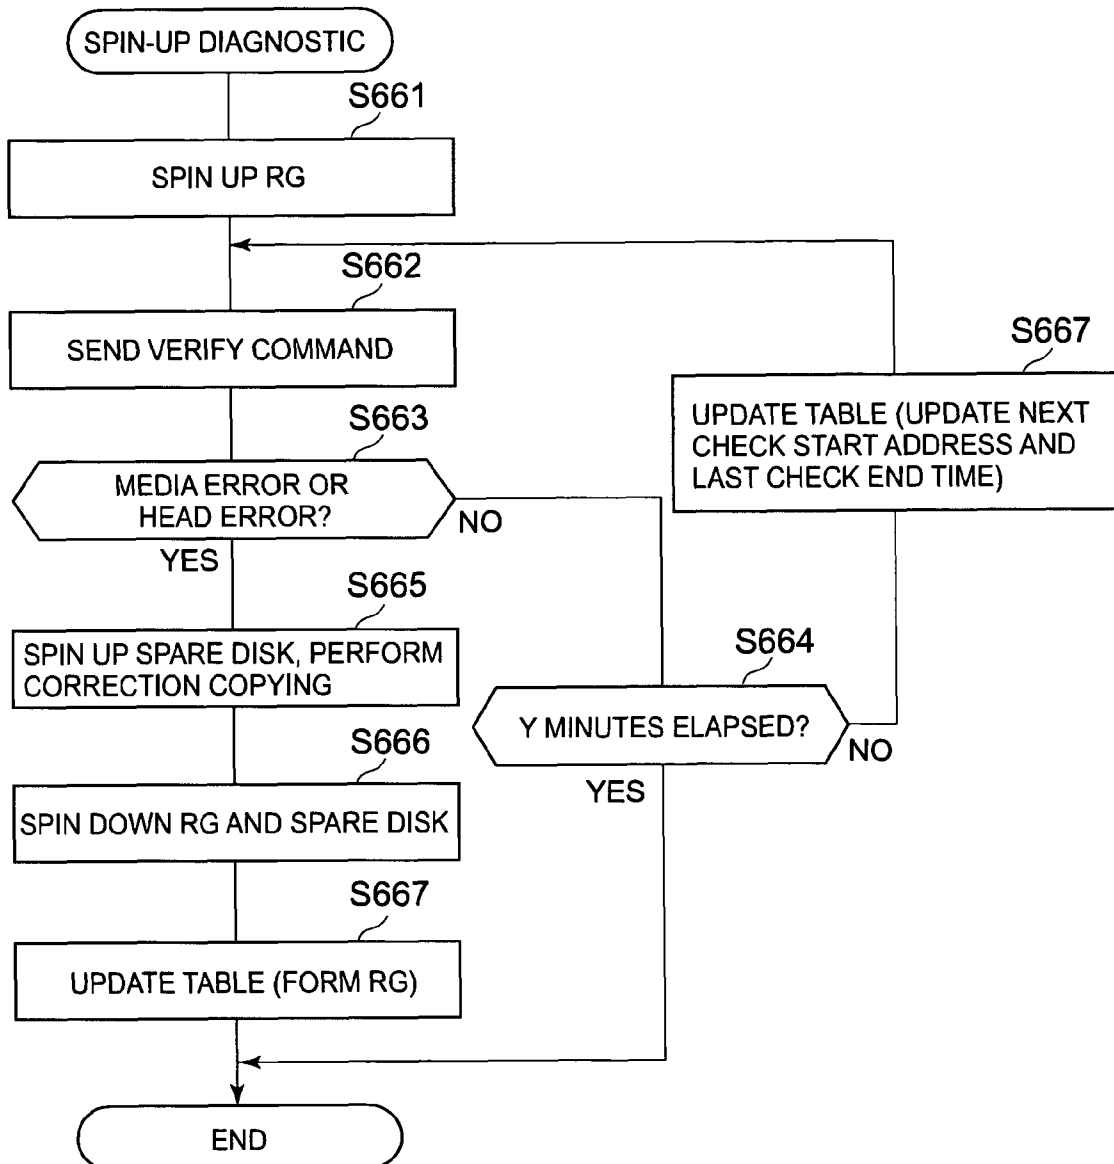 SPIN-UP DIAGNOSTIC
S661
SPIN UP RG
S662
SEND VERIFY COMMAND
S663
MEDIA ERROR OR
HEAD ERROR?
NO
YES
S665
SPIN UP SPARE DISK, PERFORM
CORRECTION COPYING
S666
SPIN DOWN RG AND SPARE DISK
S667
UPDATE TABLE (FORM RG)
S664
Y MINUTES ELAPSED?
NO
YES
S667
UPDATE TABLE (UPDATE NEXT
CHECK START ADDRESS AND
LAST CHECK END TIME)
END